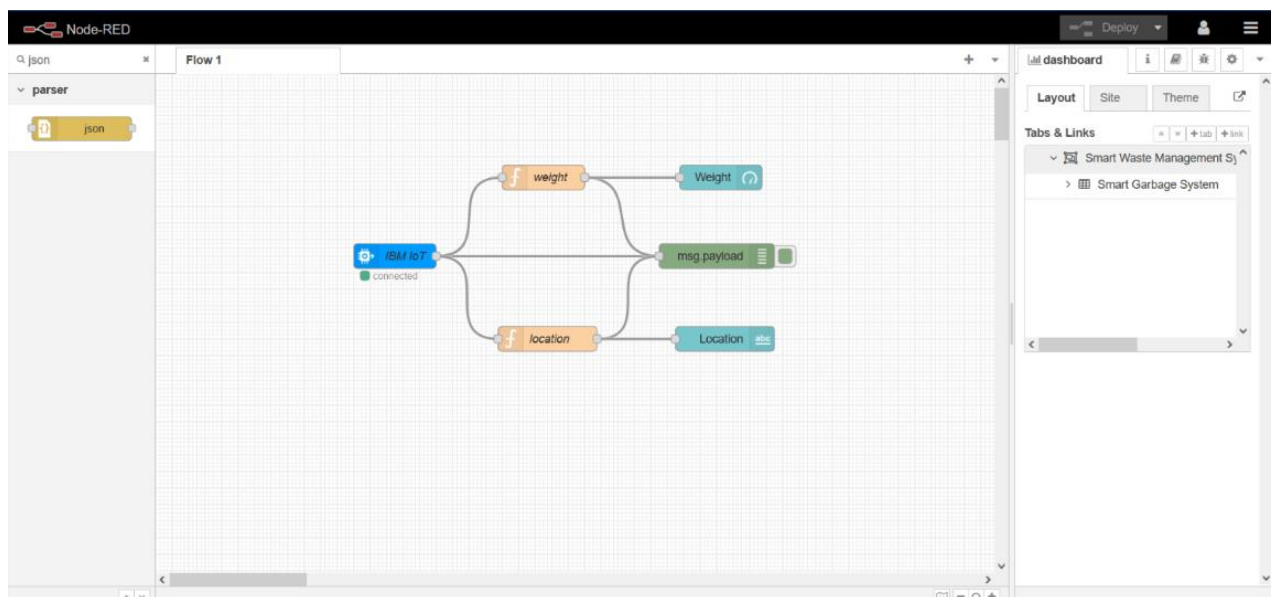 Node-RED
Deploy
json
Flow 1
dashboard
i
parser
json
Layout
Site
Theme
Tabs & Links
+ tab
+ link
Smart Waste Management Sy
Smart Garbage System
weight
Weight
IBM IoT
connected
msg.payload
location
Location
abc